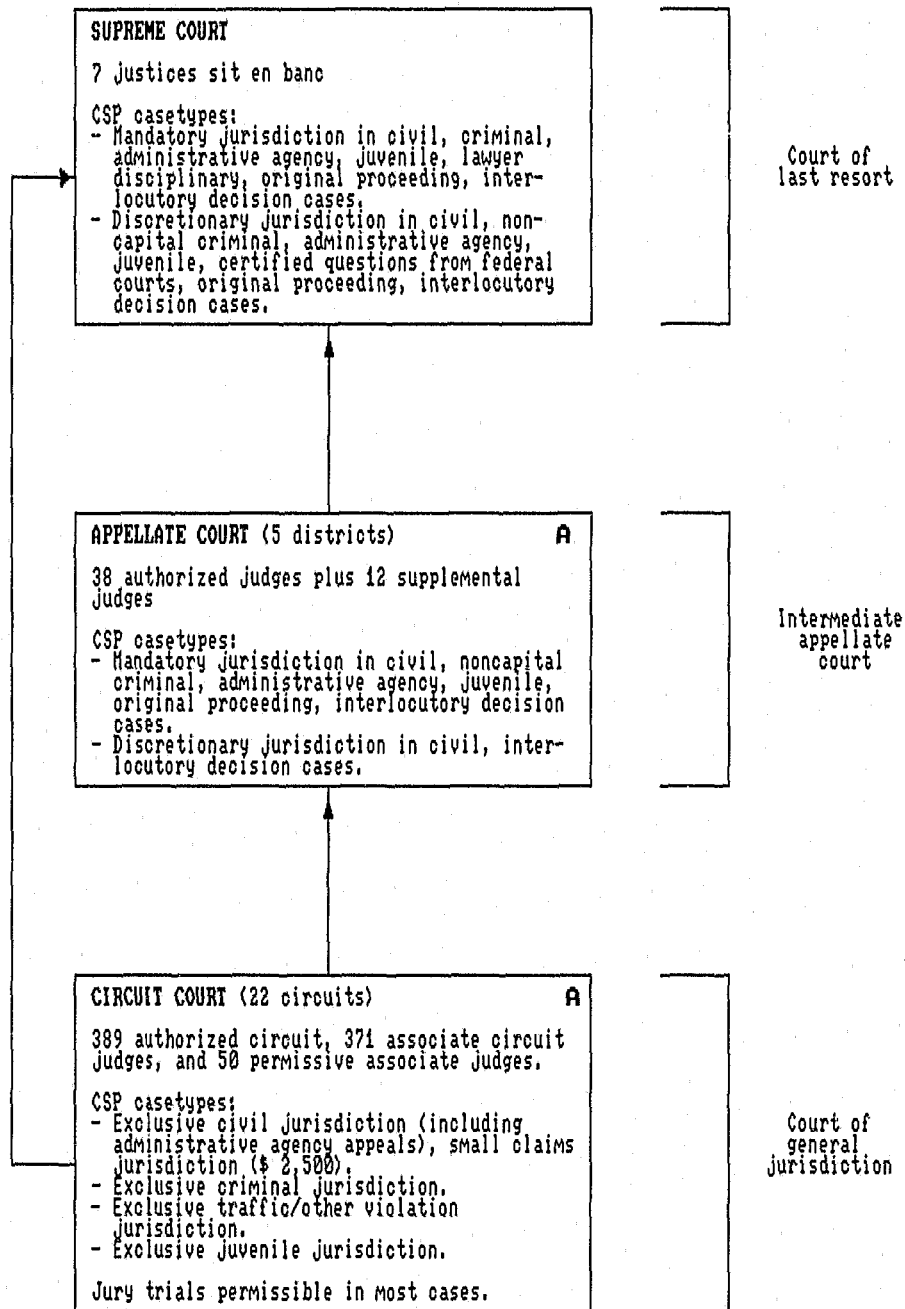 SUPREME COURT
7 justices sit en banc
CSP casetypes:
- Mandatory jurisdiction in civil, criminal,
administrative agency, juvenile, lawyer
disciplinary, original proceeding, inter-
locutory decision cases.
- Discretionary jurisdiction in civil, non-
capital criminal, administrative agency,
juvenile, certified questions from federal
courts, original proceeding, interlocutory
decision cases.
Court of
last resort
APPELLATE COURT (5 districts) A
38 authorized judges plus 12 supplemental
judges
CSP casetypes:
- Mandatory jurisdiction in civil, noncapital
criminal, administrative agency, juvenile,
original proceeding, interlocutory decision
cases.
- Discretionary jurisdiction in civil, inter-
locutory decision cases.
Intermediate
appellate
court
CIRCUIT COURT (22 circuits) A
389 authorized circuit, 371 associate circuit
judges, and 50 permissive associate judges.
CSP casetypes:
- Exclusive civil jurisdiction (including
administrative agency appeals), small claims
jurisdiction ($ 2,500).
- Exclusive criminal jurisdiction.
- Exclusive traffic/other violation
jurisdiction.
- Exclusive juvenile jurisdiction.
Jury trials permissible in most cases.
Court of
general
jurisdiction